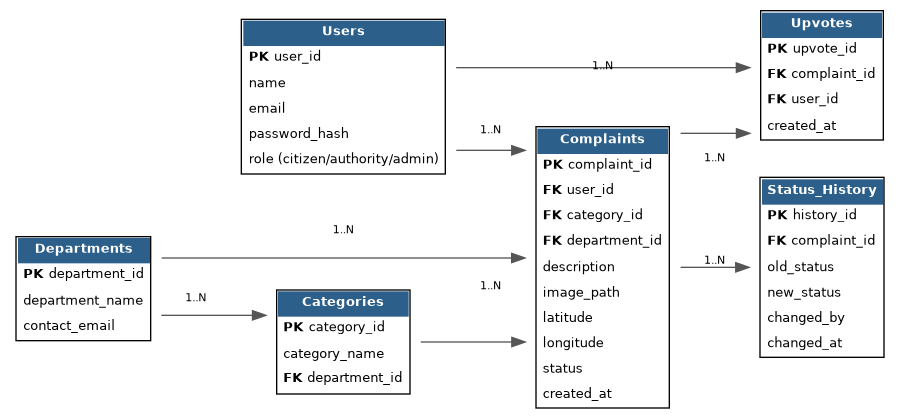 Users
PK user_id
name
email
password_hash
role (citizen/authority/admin)
Upvotes
PK upvote_id
FK complaint_id
FK user_id
created_at
1..N
1..N
Complaints
PK complaint_id
FK user_id
FK category_id
FK department_id
description
image_path
latitude
longitude
status
created_at
1..N
Status_History
PK history_id
FK complaint_id
old_status
new_status
changed_by
changed_at
1..N
1..N
Departments
PK department_id
department_name
contact_email
1..N
Categories
PK category_id
category_name
FK department_id
1..N